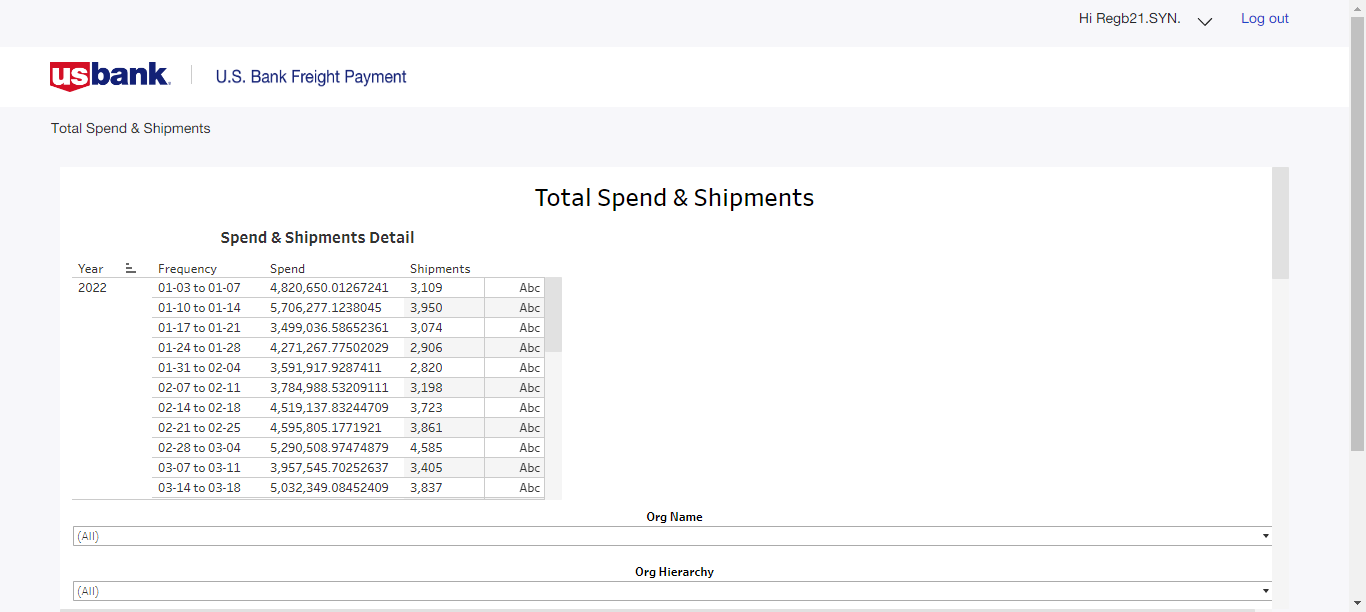 Hi Regb21.SYN. Log out
usbank. U.S. Bank Freight Payment
Total Spend & Shipments
Total Spend & Shipments
Spend & Shipments Detail
Year Frequency Spend Shipments
2022 01-03 to 01-07 4,820,650.01267241 3,109 Abc
01-10 to 01-14 5,706,277.1238045 3,950 Abc
01-17 to 01-21 3,499,036.58652361 3,074 Abc
01-24 to 01-28 4,271,267.77502029 2,906 Abc
01-31 to 02-04 3,591,917.9287411 2,820 Abc
02-07 to 02-11 3,784,988.53209111 3,198 Abc
02-14 to 02-18 4,519,137.83244709 3,723 Abc
02-21 to 02-25 4,595,805.1771921 3,861 Abc
02-28 to 03-04 5,290,508.97474879 4,585 Abc
03-07 to 03-11 3,957,545.70252637 3,405 Abc
03-14 to 03-18 5,032,349.08452409 3,837 Abc
Org Name
(All)
Org Hierarchy
(All)